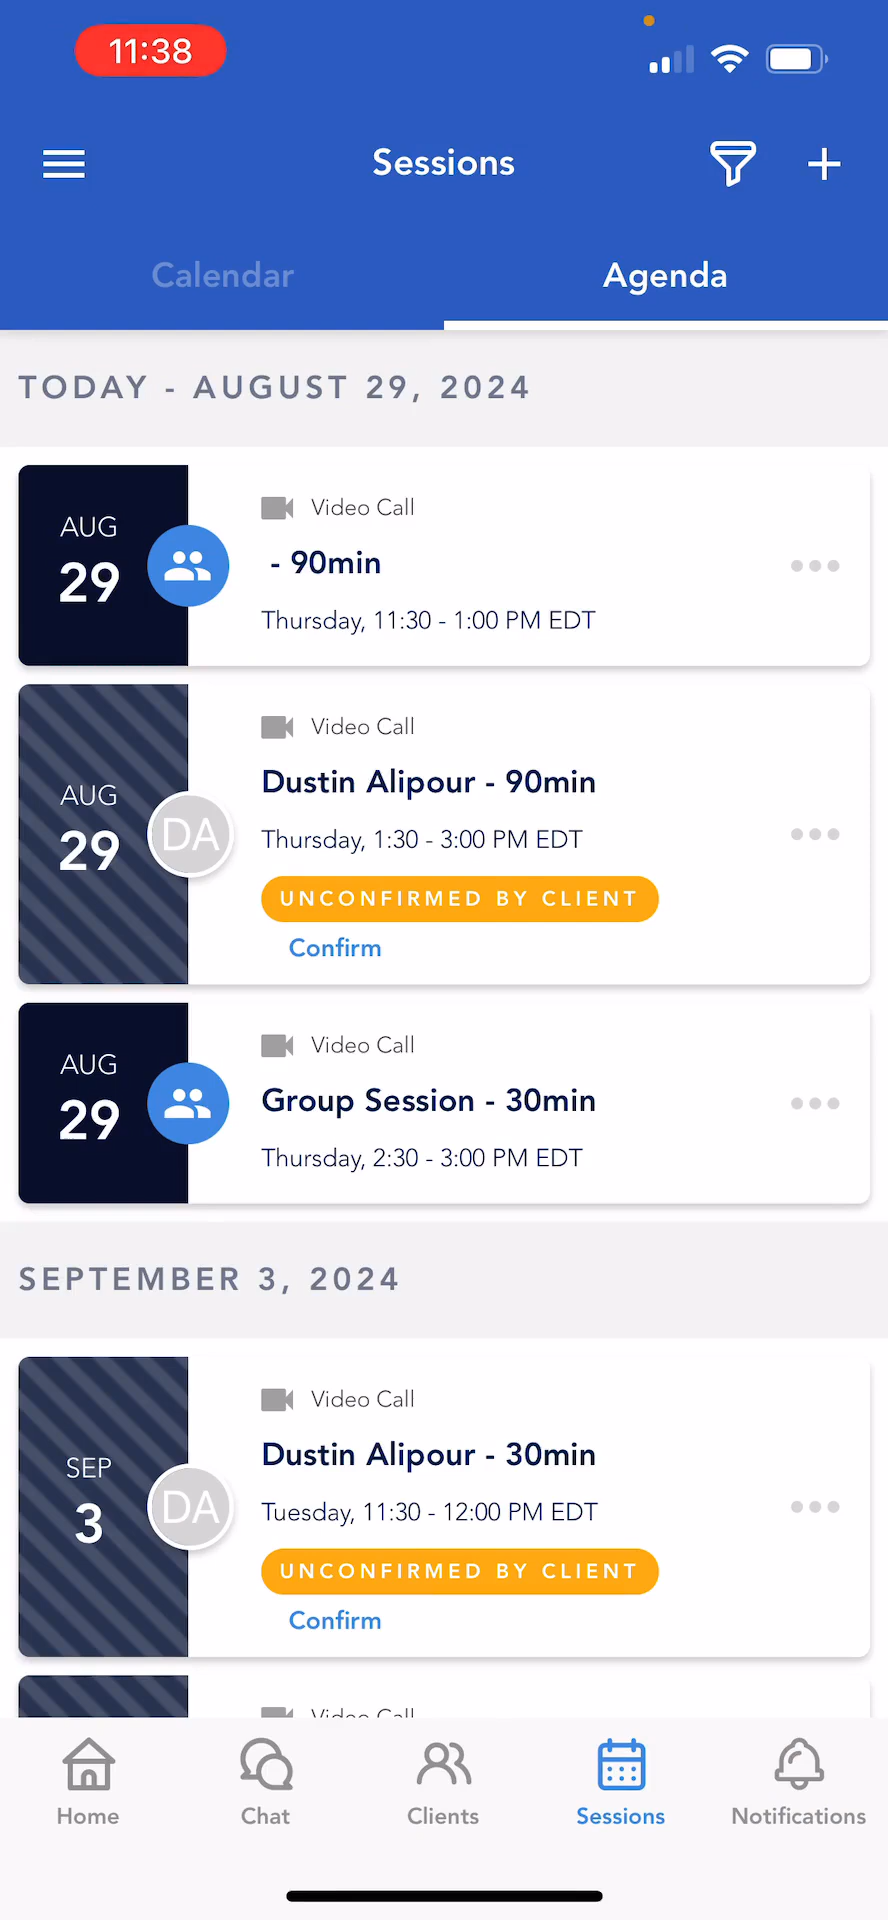 11:38
Sessions
Calendar
Agenda
TODAY - AUGUST 29, 2024
AUG
29
Video Call
- 90min
Thursday, 11:30 - 1:00 PM EDT
AUG
29
DA
Video Call
Dustin Alipour - 90min
Thursday, 1:30 - 3:00 PM EDT
UNCONFIRMED BY CLIENT
Confirm
AUG
29
Video Call
Group Session - 30min
Thursday, 2:30 - 3:00 PM EDT
SEPTEMBER 3, 2024
SEP
3
DA
Video Call
Dustin Alipour - 30min
Tuesday, 11:30 - 12:00 PM EDT
UNCONFIRMED BY CLIENT
Confirm
Video Call
Home
Chat
Clients
Sessions
Notifications